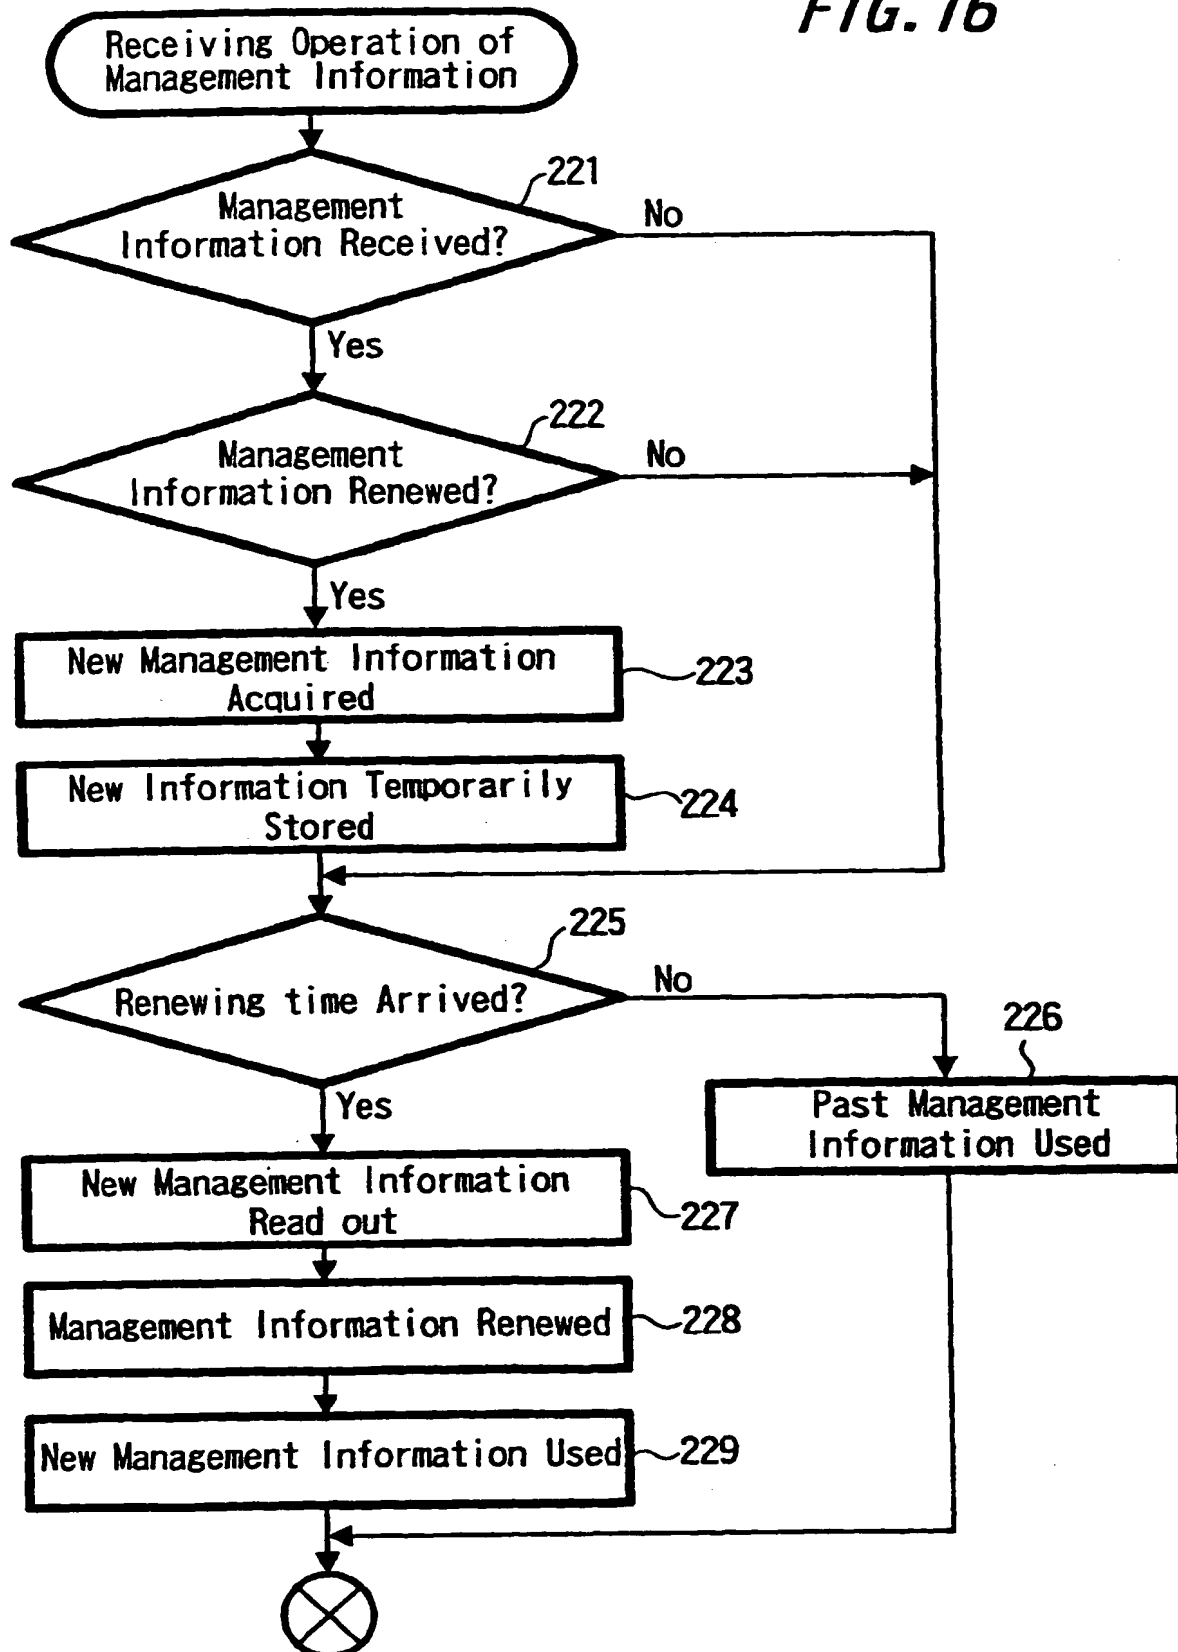 FIG. 16
Receiving Operation of
Management Information
221
Management
Information Received?
No
Yes
222
Management
Information Renewed?
No
Yes
New Management Information
Acquired
223
New Information Temporarily
Stored
224
225
Renewing time Arrived?
No
226
Past Management
Information Used
Yes
New Management Information
Read out
227
Management Information Renewed
228
New Management Information Used
229